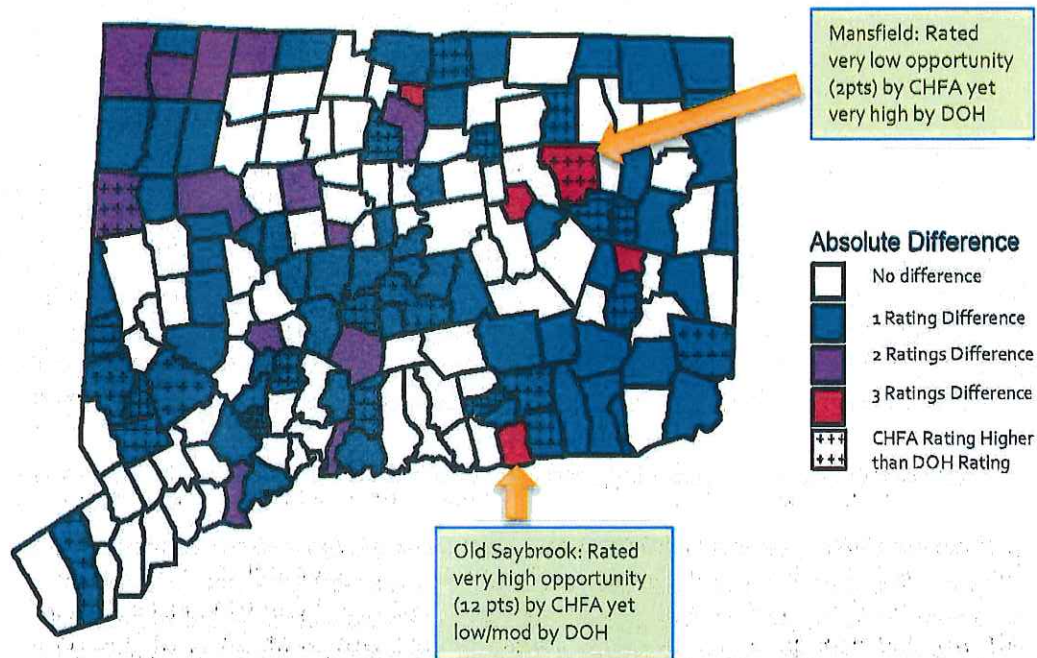 Mansfield: Rated
very low opportunity
(2pts) by CHFA yet
very high by DOH
Absolute Difference
No difference
1 Rating Difference
2 Ratings Difference
3 Ratings Difference
CHFA Rating Higher
than DOH Rating
Old Saybrook: Rated
very high opportunity
(12 pts) by CHFA yet
low/mod by DOH